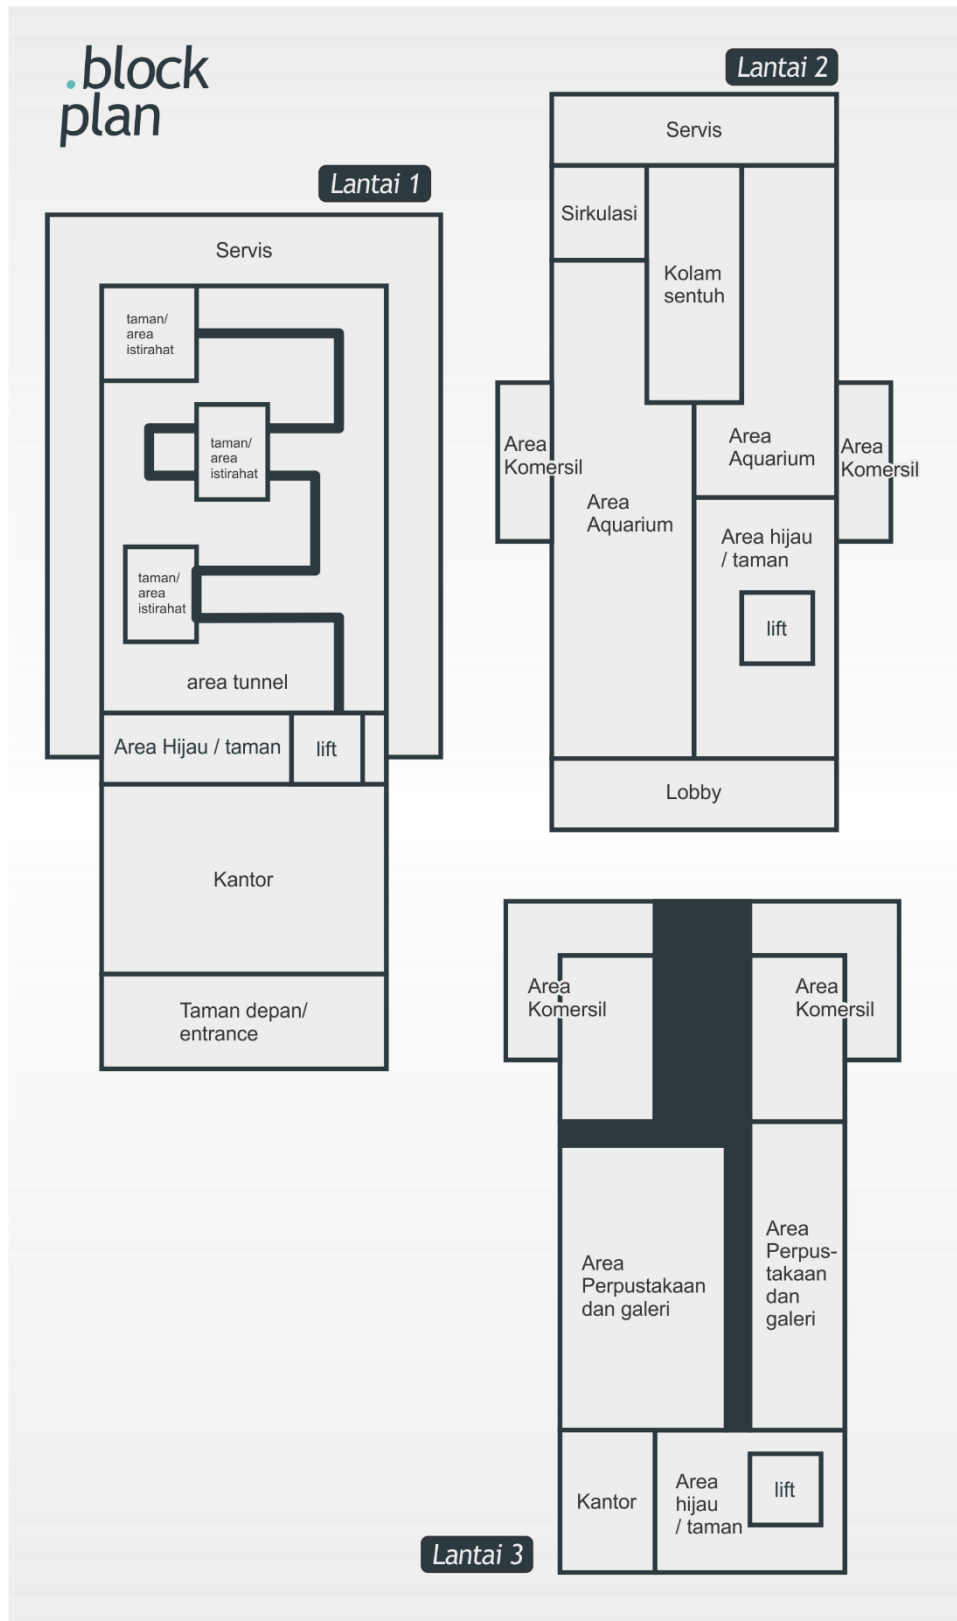 .block
plan
Lantai 1
Servis
taman/
area
istirahat
taman/
area
istirahat
taman/
area
istirahat
area tunnel
Area Hijau / taman
lift
Kantor
Taman depan/
entrance
Lantai 2
Servis
Sirkulasi
Kolam
sentuh
Area
Komersil
Area
Aquarium
Area
Aquarium
Area
Komersil
Area hijau
/ taman
lift
Lobby
Area
Komersil
Area
Komersil
Area
Perpustakaan
dan galeri
Area
Perpus-
takaan
dan
galeri
Kantor
Area
hijau
/ taman
lift
Lantai 3